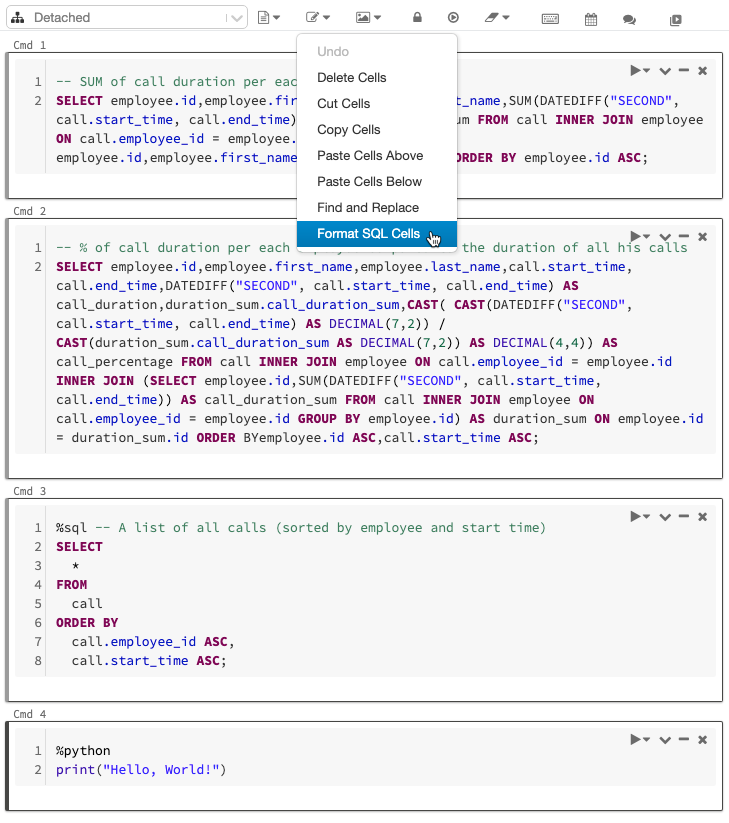 Detached
Undo
Delete Cells
Cut Cells
Copy Cells
Paste Cells Above
Paste Cells Below
Find and Replace
Format SQL Cells
Cmd 1
1 -- SUM of call duration per eac
2 SELECT employee.id,employee.fir t_name,SUM(DATEDIFF("SECOND",
call.start_time, call.end_time) um FROM call INNER JOIN employee
ON call.employee_id = employee.
employee.id,employee.first_name RDER BY employee.id ASC;
Cmd 2
1 -- % of call duration per each the duration of all his calls
2 SELECT employee.id,employee.first_name,employee.last_name,call.start_time,
call.end_time,DATEDIFF("SECOND", call.start_time, call.end_time) AS
call_duration,duration_sum.call_duration_sum,CAST( CAST(DATEDIFF("SECOND",
call.start_time, call.end_time) AS DECIMAL(7,2)) /
CAST(duration_sum.call_duration_sum AS DECIMAL(7,2)) AS DECIMAL(4,4)) AS
call_percentage FROM call INNER JOIN employee ON call.employee_id = employee.id
INNER JOIN (SELECT employee.id,SUM(DATEDIFF("SECOND", call.start_time,
call.end_time)) AS call_duration_sum FROM call INNER JOIN employee ON
call.employee_id = employee.id GROUP BY employee.id) AS duration_sum ON employee.id
= duration_sum.id ORDER BYemployee.id ASC,call.start_time ASC;
Cmd 3
1 %sql -- A list of all calls (sorted by employee and start time)
2 SELECT
3 *
4 FROM
5 call
6 ORDER BY
7 call.employee_id ASC,
8 call.start_time ASC;
Cmd 4
1 %python
2 print("Hello, World!")